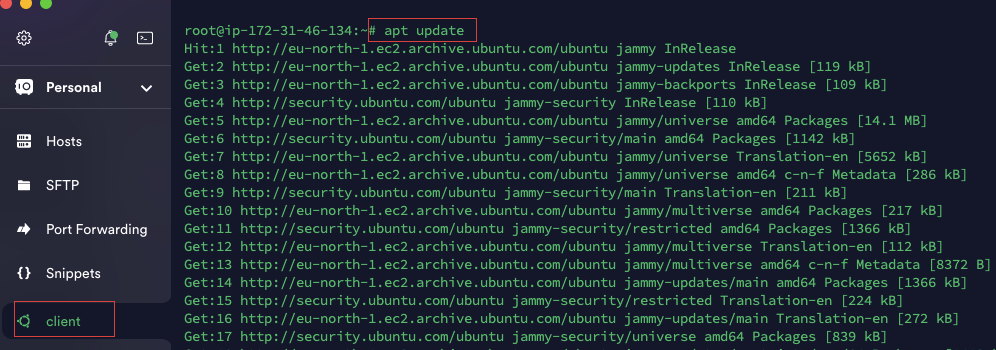 Personal
Hosts
SFTP
Port Forwarding
Snippets
client
root@ip-172-31-46-134:~# apt update
Hit:1 http://eu-north-1.ec2.archive.ubuntu.com/ubuntu jammy InRelease
Get:2 http://eu-north-1.ec2.archive.ubuntu.com/ubuntu jammy-updates InRelease [119 kB]
Get:3 http://eu-north-1.ec2.archive.ubuntu.com/ubuntu jammy-backports InRelease [109 kB]
Get:4 http://security.ubuntu.com/ubuntu jammy-security InRelease [110 kB]
Get:5 http://eu-north-1.ec2.archive.ubuntu.com/ubuntu jammy/universe amd64 Packages [14.1 MB]
Get:6 http://security.ubuntu.com/ubuntu jammy-security/main amd64 Packages [1142 kB]
Get:7 http://eu-north-1.ec2.archive.ubuntu.com/ubuntu jammy/universe Translation-en [5652 kB]
Get:8 http://eu-north-1.ec2.archive.ubuntu.com/ubuntu jammy/universe amd64 c-n-f Metadata [286 kB]
Get:9 http://security.ubuntu.com/ubuntu jammy-security/main Translation-en [211 kB]
Get:10 http://eu-north-1.ec2.archive.ubuntu.com/ubuntu jammy/multiverse amd64 Packages [217 kB]
Get:11 http://security.ubuntu.com/ubuntu jammy-security/restricted amd64 Packages [1366 kB]
Get:12 http://eu-north-1.ec2.archive.ubuntu.com/ubuntu jammy/multiverse Translation-en [112 kB]
Get:13 http://eu-north-1.ec2.archive.ubuntu.com/ubuntu jammy/multiverse amd64 c-n-f Metadata [8372 B]
Get:14 http://eu-north-1.ec2.archive.ubuntu.com/ubuntu jammy-updates/main amd64 Packages [1366 kB]
Get:15 http://security.ubuntu.com/ubuntu jammy-security/restricted Translation-en [224 kB]
Get:16 http://eu-north-1.ec2.archive.ubuntu.com/ubuntu jammy-updates/main Translation-en [272 kB]
Get:17 http://security.ubuntu.com/ubuntu jammy-security/universe amd64 Packages [839 kB]